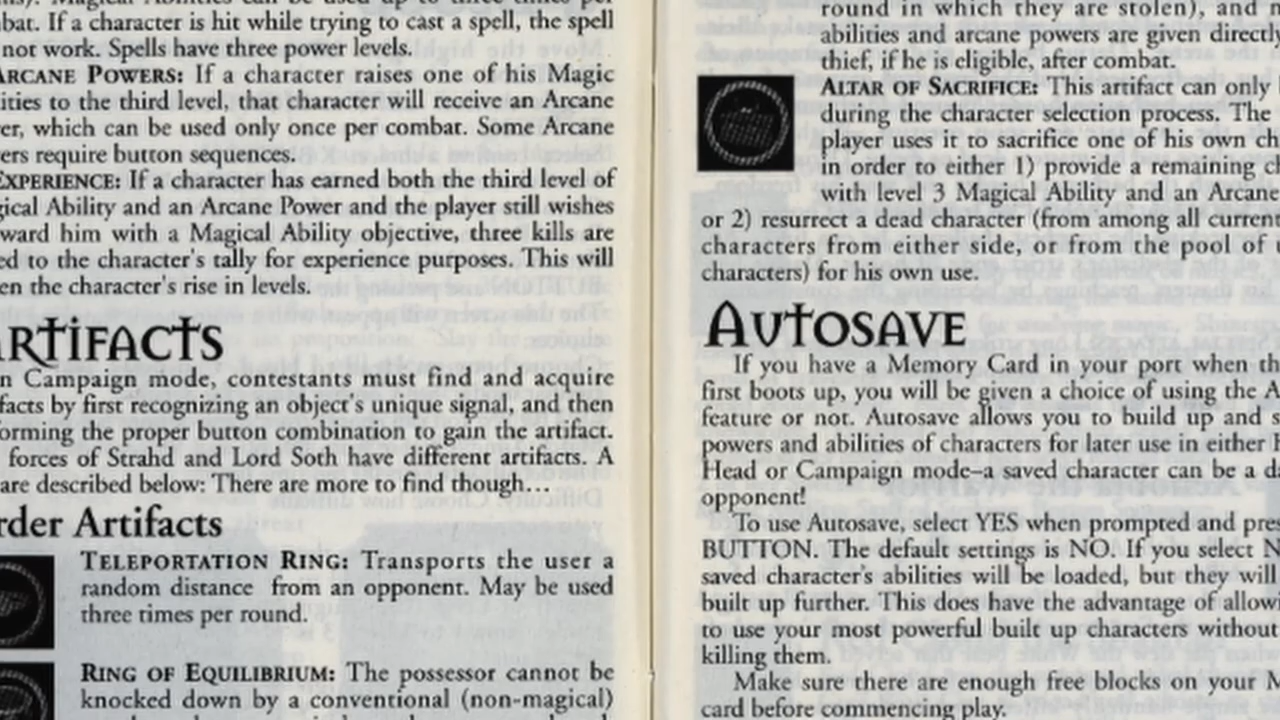 bat. If a character is hit while trying to cast a spell, the spell
not work. Spells have three power levels.
ARCANE POWERS: If a character raises one of his Magic
ities to the third level, that character will receive an Arcane
er, which can be used only once per combat. Some Arcane
ers require button sequences.
EXPERIENCE: If a character has earned both the third level of
gical Ability and an Arcane Power and the player still wishes
ward him with a Magical Ability objective, three kills are
ed to the character's tally for experience purposes. This will
en the character's rise in levels.
ARTIFACTS
n Campaign mode, contestants must find and acquire
facts by first recognizing an object's unique signal, and then
orming the proper button combination to gain the artifact.
forces of Strahd and Lord Soth have different artifacts. A
are described below: There are more to find though...
rder Artifacts
TELEPORTATION RING: Transports the user a
random distance from an opponent. May be used
three times per round.
RING OF EQUILIBRIUM: The possessor cannot be
knocked down by a conventional (non-magical)
round in which they are stolen), and
abilities and arcane powers are given directly
thief, if he is eligible, after combat.
ALTAR OF SACRIFICE: This artifact can only
during the character selection process. The
player uses it to sacrifice one of his own ch
in order to either 1) provide a remaining ch
with level 3 Magical Ability and an Arcane
or 2) resurrect a dead character (from among all current
characters from either side, or from the pool of
characters) for his own use.
AUTOSAVE
If you have a Memory Card in your port when th
first boots up, you will be given a choice of using the A
feature or not. Autosave allows you to build up and s
powers and abilities of characters for later use in either
Head or Campaign mode–a saved character can be a da
opponent!
To use Autosave, select YES when prompted and pres
BUTTON. The default settings is NO. If you select N
saved character's abilities will be loaded, but they will
built up further. This does have the advantage of allowi
to use your most powerful built up characters without
killing them.
Make sure there are enough free blocks on your M
card before commencing play.